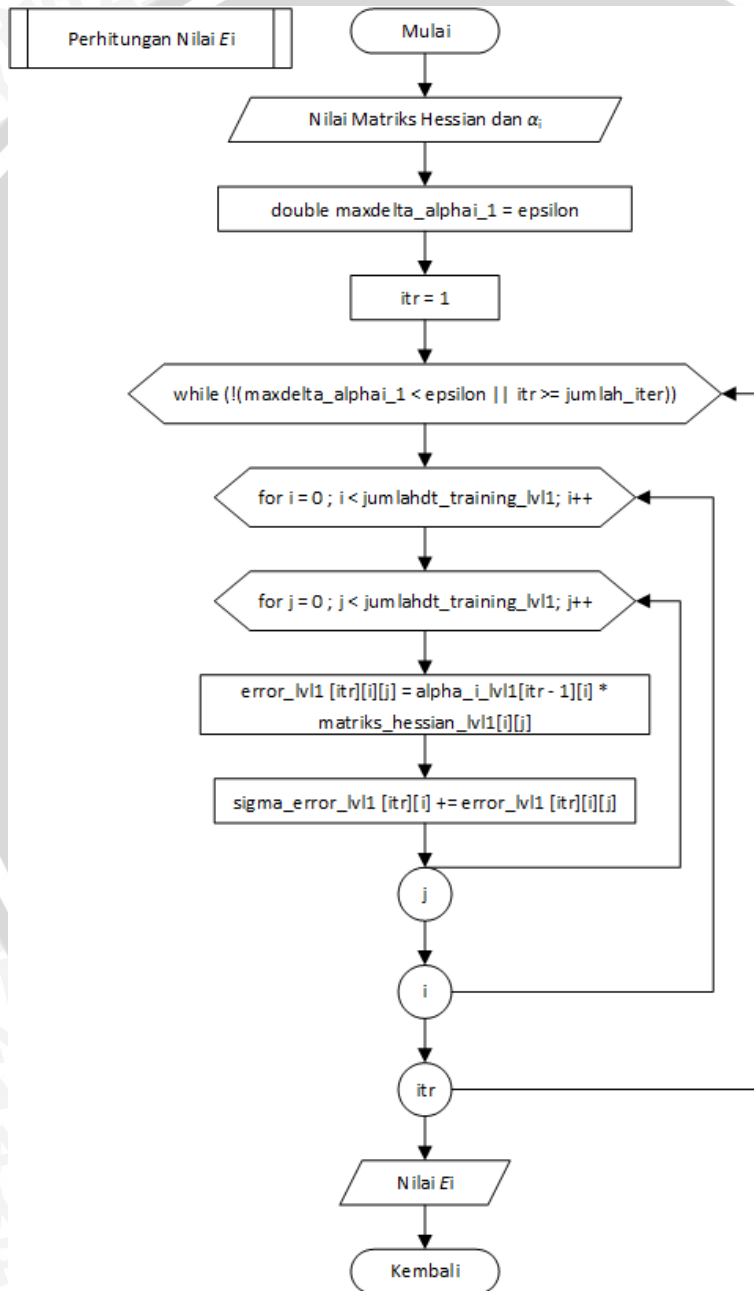 Perhitungan Nilai Ei
Mulai
Nilai Matriks Hessian dan αi
double maxdelta_alphai_1 = epsilon
itr = 1
while (!(maxdelta_alphai_1 < epsilon || itr >= jumlah_iter))
for i = 0 ; i < jumlahdt_training_lvl1; i++
for j = 0 ; j < jumlahdt_training_lvl1; j++
error_lvl1 [itr][i][j] = alpha_i_lvl1[itr - 1][i] *
matriks_hessian_lvl1[i][j]
sigma_error_lvl1 [itr][i] += error_lvl1 [itr][i][j]
j
i
itr
Nilai Ei
Kembali